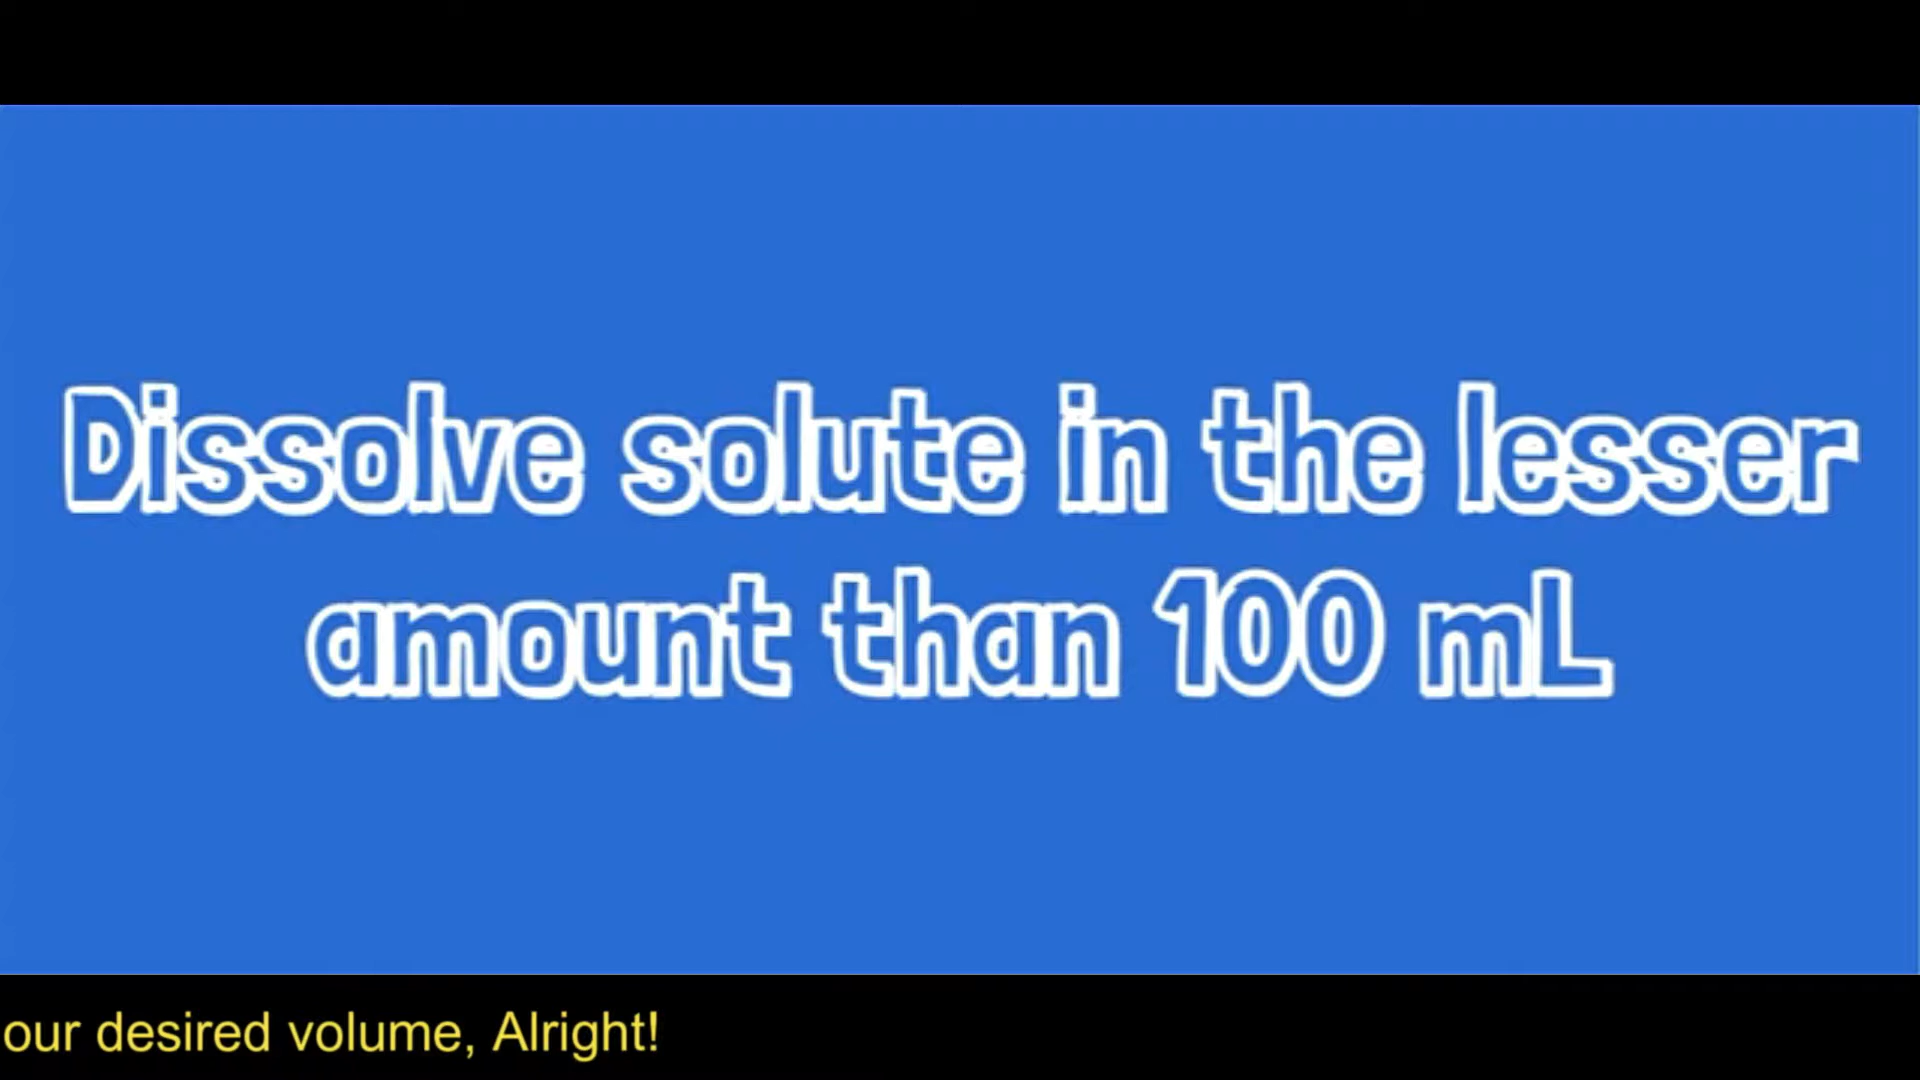 Dissolve solute in the lesser
amount than 100 mL
our desired volume, Alright!